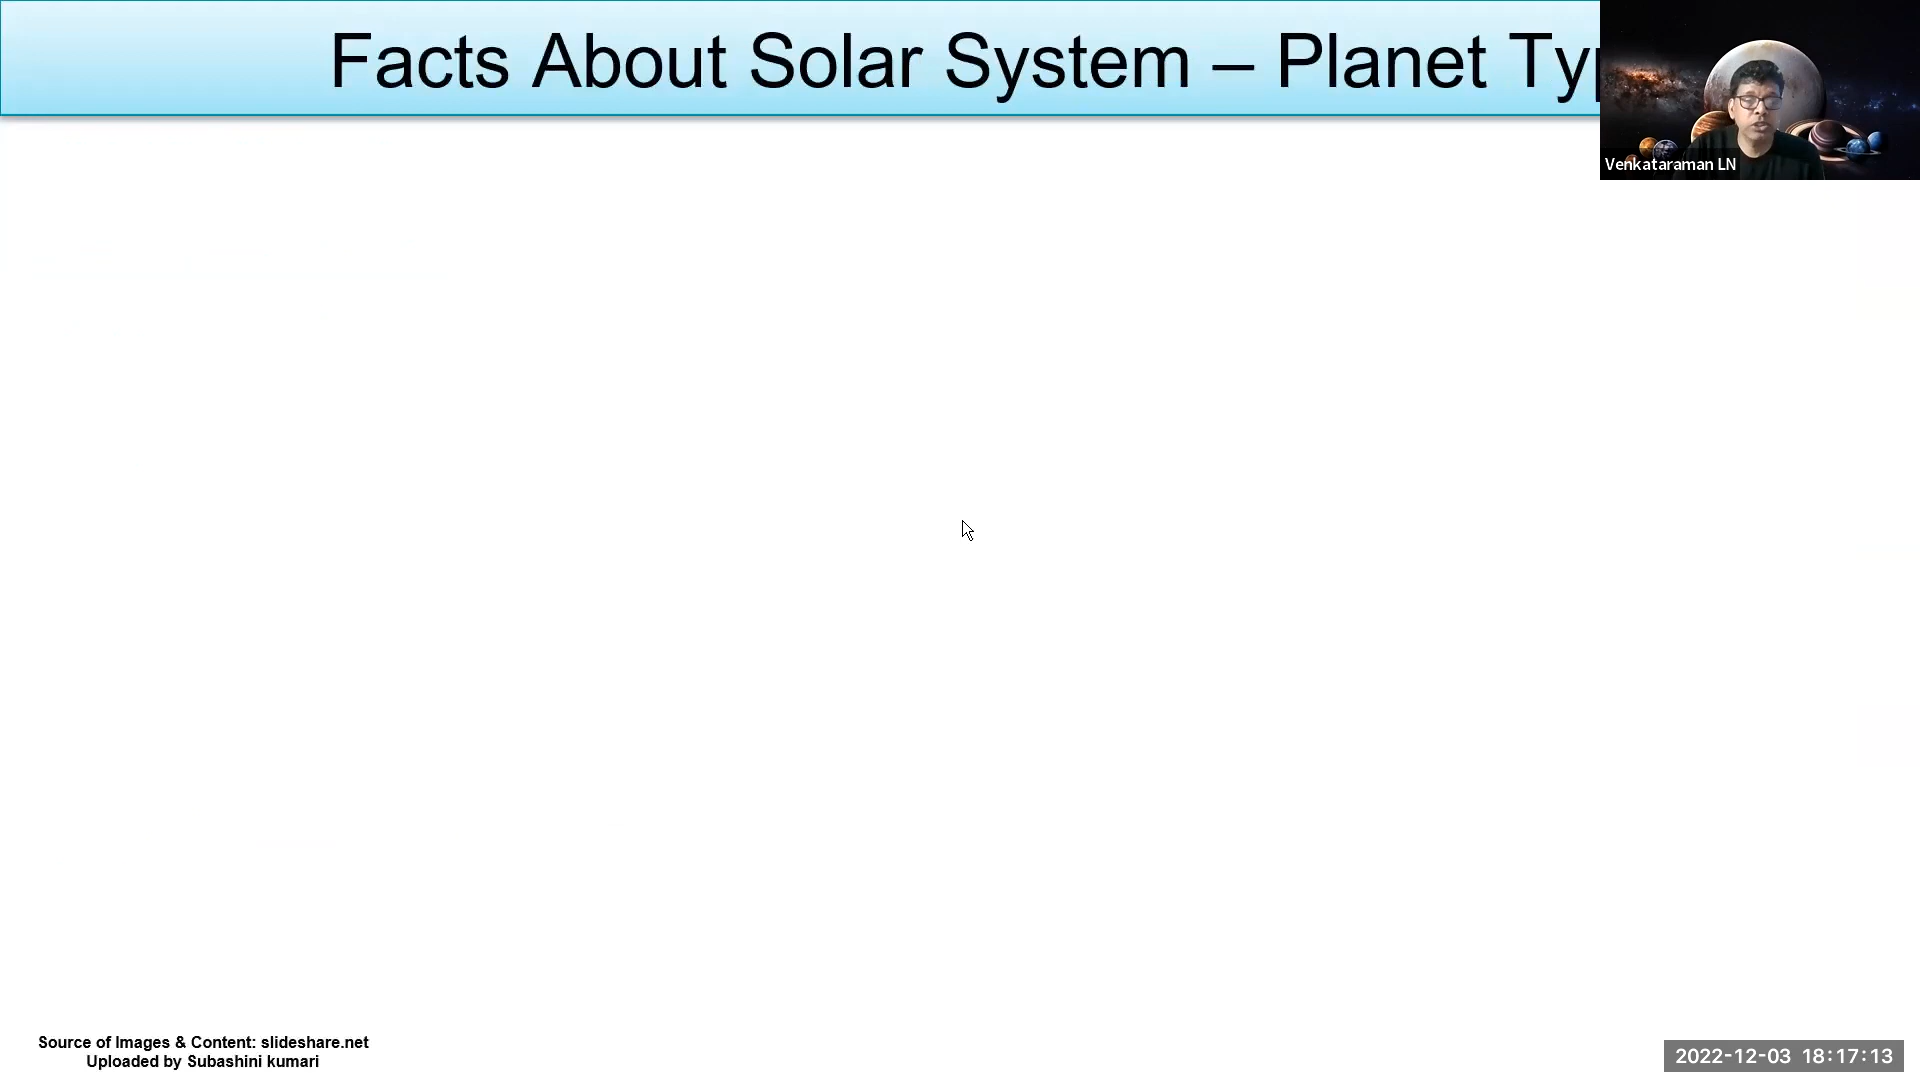 Facts About Solar System – Planet
Venkataraman LN
Source of Images & Content: slideshare.net
Uploaded by Subashini kumari
2022-12-03 18:17:13